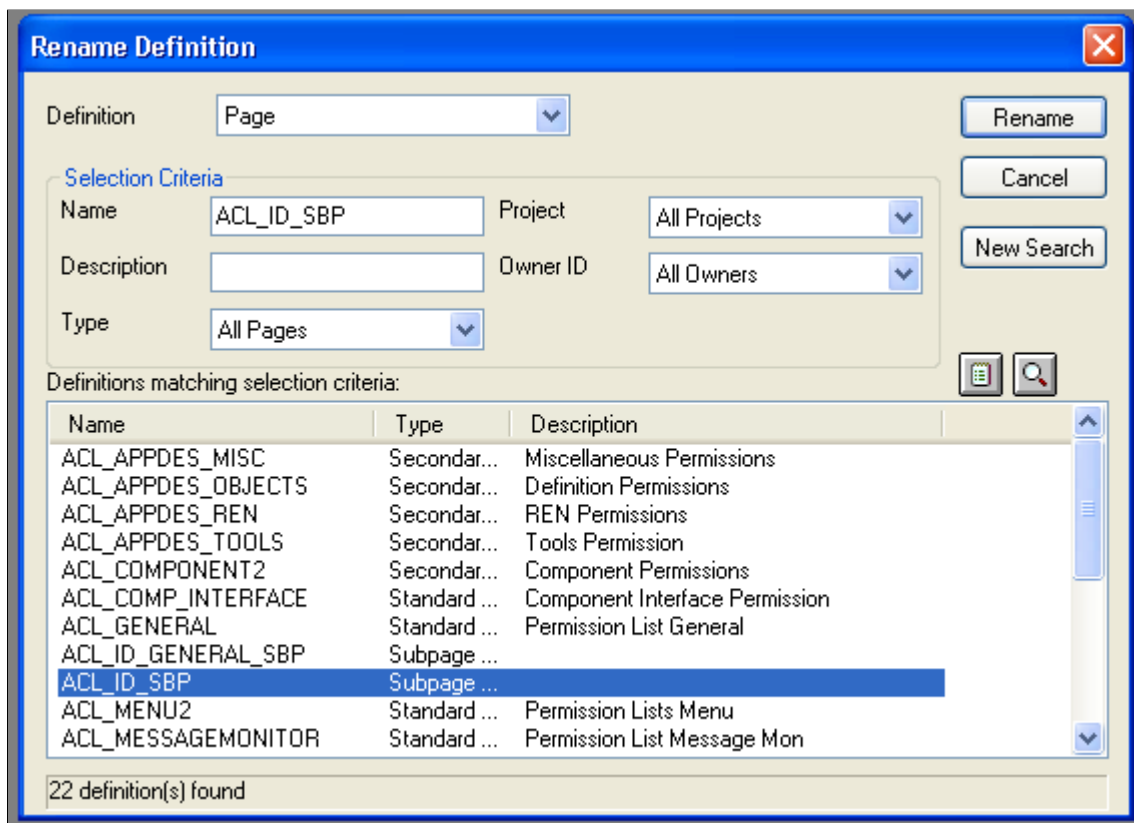 Rename Definition
Definition Page
Rename
Selection Criteria
Cancel
Name ACL_ID_SBP Project All Projects
New Search
Description Owner ID All Owners
Type All Pages
Definitions matching selection criteria:
Name Type Description
ACL_APPDES_MISC Secondar... Miscellaneous Permissions
ACL_APPDES_OBJECTS Secondar... Definition Permissions
ACL_APPDES_REN Secondar... REN Permissions
ACL_APPDES_TOOLS Secondar... Tools Permission
ACL_COMPONENT2 Secondar... Component Permissions
ACL_COMP_INTERFACE Standard ... Component Interface Permission
ACL_GENERAL Standard ... Permission List General
ACL_ID_GENERAL_SBP Subpage ...
ACL_ID_SBP Subpage ...
ACL_MENU2 Standard ... Permission Lists Menu
ACL_MESSAGEMONITOR Standard ... Permission List Message Mon
22 definition(s) found